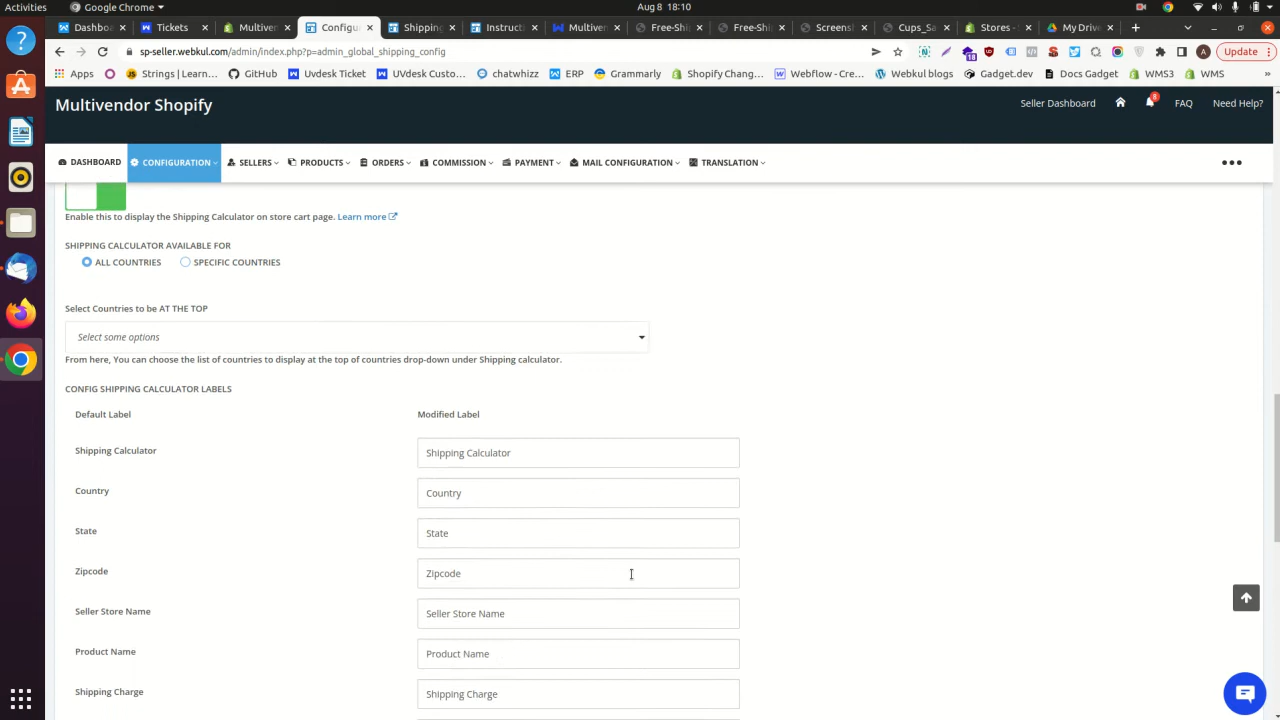 Activities
Google Chrome
Aug 8 18:10
Dashbo
Tickets
Multiven
Configur
Shipping
Instruct
Multiven
Free-Shi
Free-Shi
Screensh
Cups_Sa
Stores -
My Drive
sp-seller.webkul.com/admin/index.php?p=admin_global_shipping_config
18
A
Update
Apps
Strings | Learn...
GitHub
Uvdesk Ticket
UVdesk Custo...
chatwhizz
ERP
Grammarly
Shopify Chang...
Webflow - Cre...
Webkul blogs
Gadget.dev
Docs Gadget
WMS3
WMS
»
Multivendor Shopify
Seller Dashboard
8
FAQ
Need Help?
DASHBOARD
CONFIGURATION
SELLERS
PRODUCTS
ORDERS
COMMISSION
PAYMENT
MAIL CONFIGURATION
TRANSLATION
Enable this to display the Shipping Calculator on store cart page. Learn more
SHIPPING CALCULATOR AVAILABLE FOR
ALL COUNTRIES
SPECIFIC COUNTRIES
Select Countries to be AT THE TOP
Select some options
From here, You can choose the list of countries to display at the top of countries drop-down under Shipping calculator.
CONFIG SHIPPING CALCULATOR LABELS
Default Label
Modified Label
Shipping Calculator
Shipping Calculator
Country
Country
State
State
Zipcode
Zipcode
Seller Store Name
Seller Store Name
Product Name
Product Name
Shipping Charge
Shipping Charge